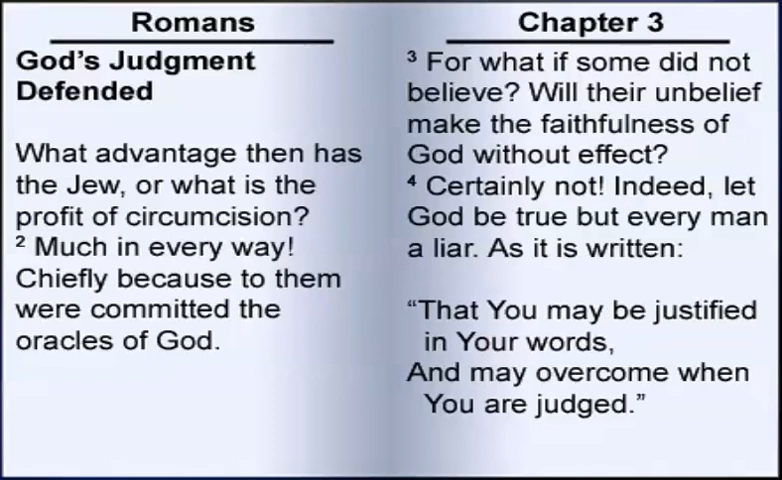 Romans
God's Judgment
Defended
What advantage then has
the Jew, or what is the
profit of circumcision?
² Much in every way!
Chiefly because to them
were committed the
oracles of God.
Chapter 3
³ For what if some did not
believe? Will their unbelief
make the faithfulness of
God without effect?
⁴ Certainly not! Indeed, let
God be true but every man
a liar. As it is written:
“That You may be justified
in Your words,
And may overcome when
You are judged.”